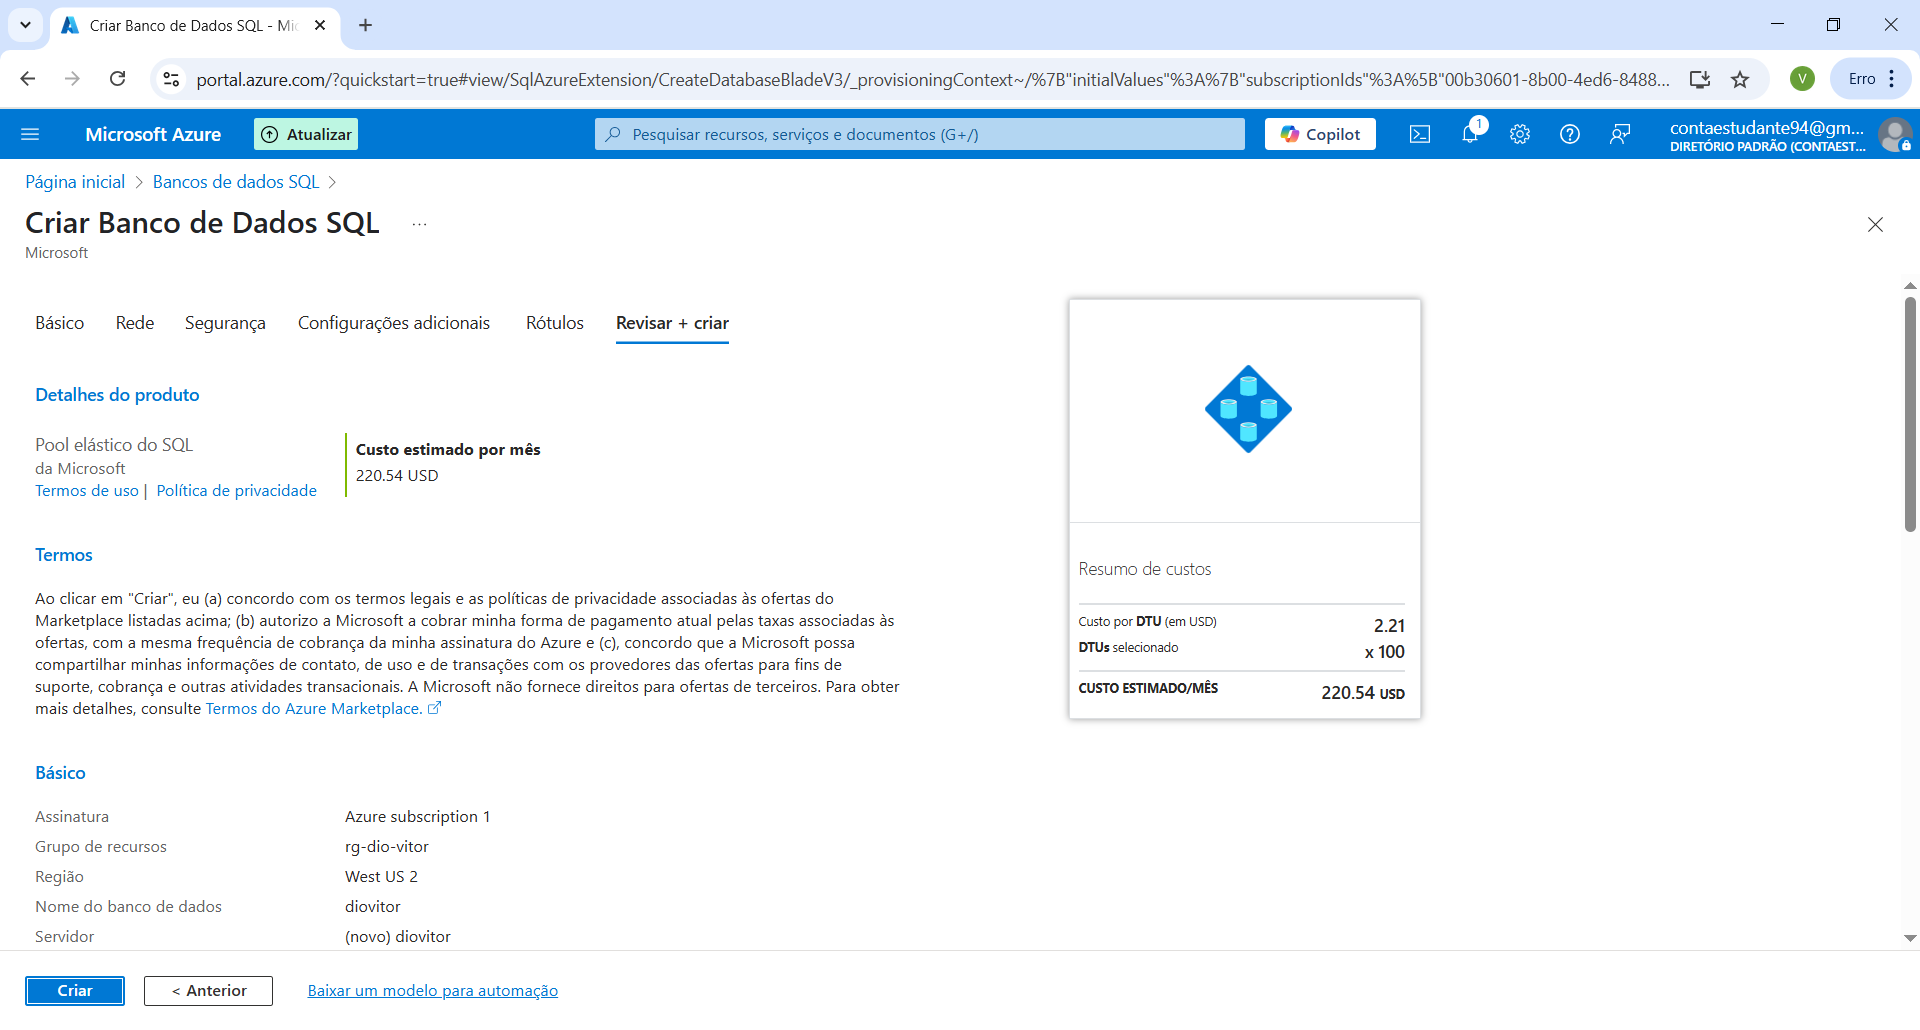 Criar Banco de Dados SQL - Mic
Erro
portal.azure.com/?quickstart=true#view/SqlAzureExtension/CreateDatabaseBladeV3/_provisioningContext~/%7B"initialValues"%3A%7B"subscriptionIds"%3A%5B"00b30601-8b00-4ed6-8488...
V
Microsoft Azure
Atualizar
Pesquisar recursos, serviços e documentos (G+/)
Copilot
1
contaestudante94@gm...
DIRETÓRIO PADRÃO (CONTAEST...
Página inicial > Bancos de dados SQL >
Criar Banco de Dados SQL ...
Microsoft
Básico Rede Segurança Configurações adicionais Rótulos Revisar + criar
Detalhes do produto
Pool elástico do SQL
da Microsoft
Termos de uso | Política de privacidade
Custo estimado por mês
220.54 USD
Termos
Ao clicar em "Criar", eu (a) concordo com os termos legais e as políticas de privacidade associadas às ofertas do
Marketplace listadas acima; (b) autorizo a Microsoft a cobrar minha forma de pagamento atual pelas taxas associadas às
ofertas, com a mesma frequência de cobrança da minha assinatura do Azure e (c), concordo que a Microsoft possa
compartilhar minhas informações de contato, de uso e de transações com os provedores das ofertas para fins de
suporte, cobrança e outras atividades transacionais. A Microsoft não fornece direitos para ofertas de terceiros. Para obter
mais detalhes, consulte Termos do Azure Marketplace.
Básico
Assinatura Azure subscription 1
Grupo de recursos rg-dio-vitor
Região West US 2
Nome do banco de dados diovitor
Servidor (novo) diovitor
Resumo de custos
Custo por DTU (em USD) 2.21
DTUs selecionado x 100
CUSTO ESTIMADO/MÊS 220.54 USD
Criar
< Anterior
Baixar um modelo para automação